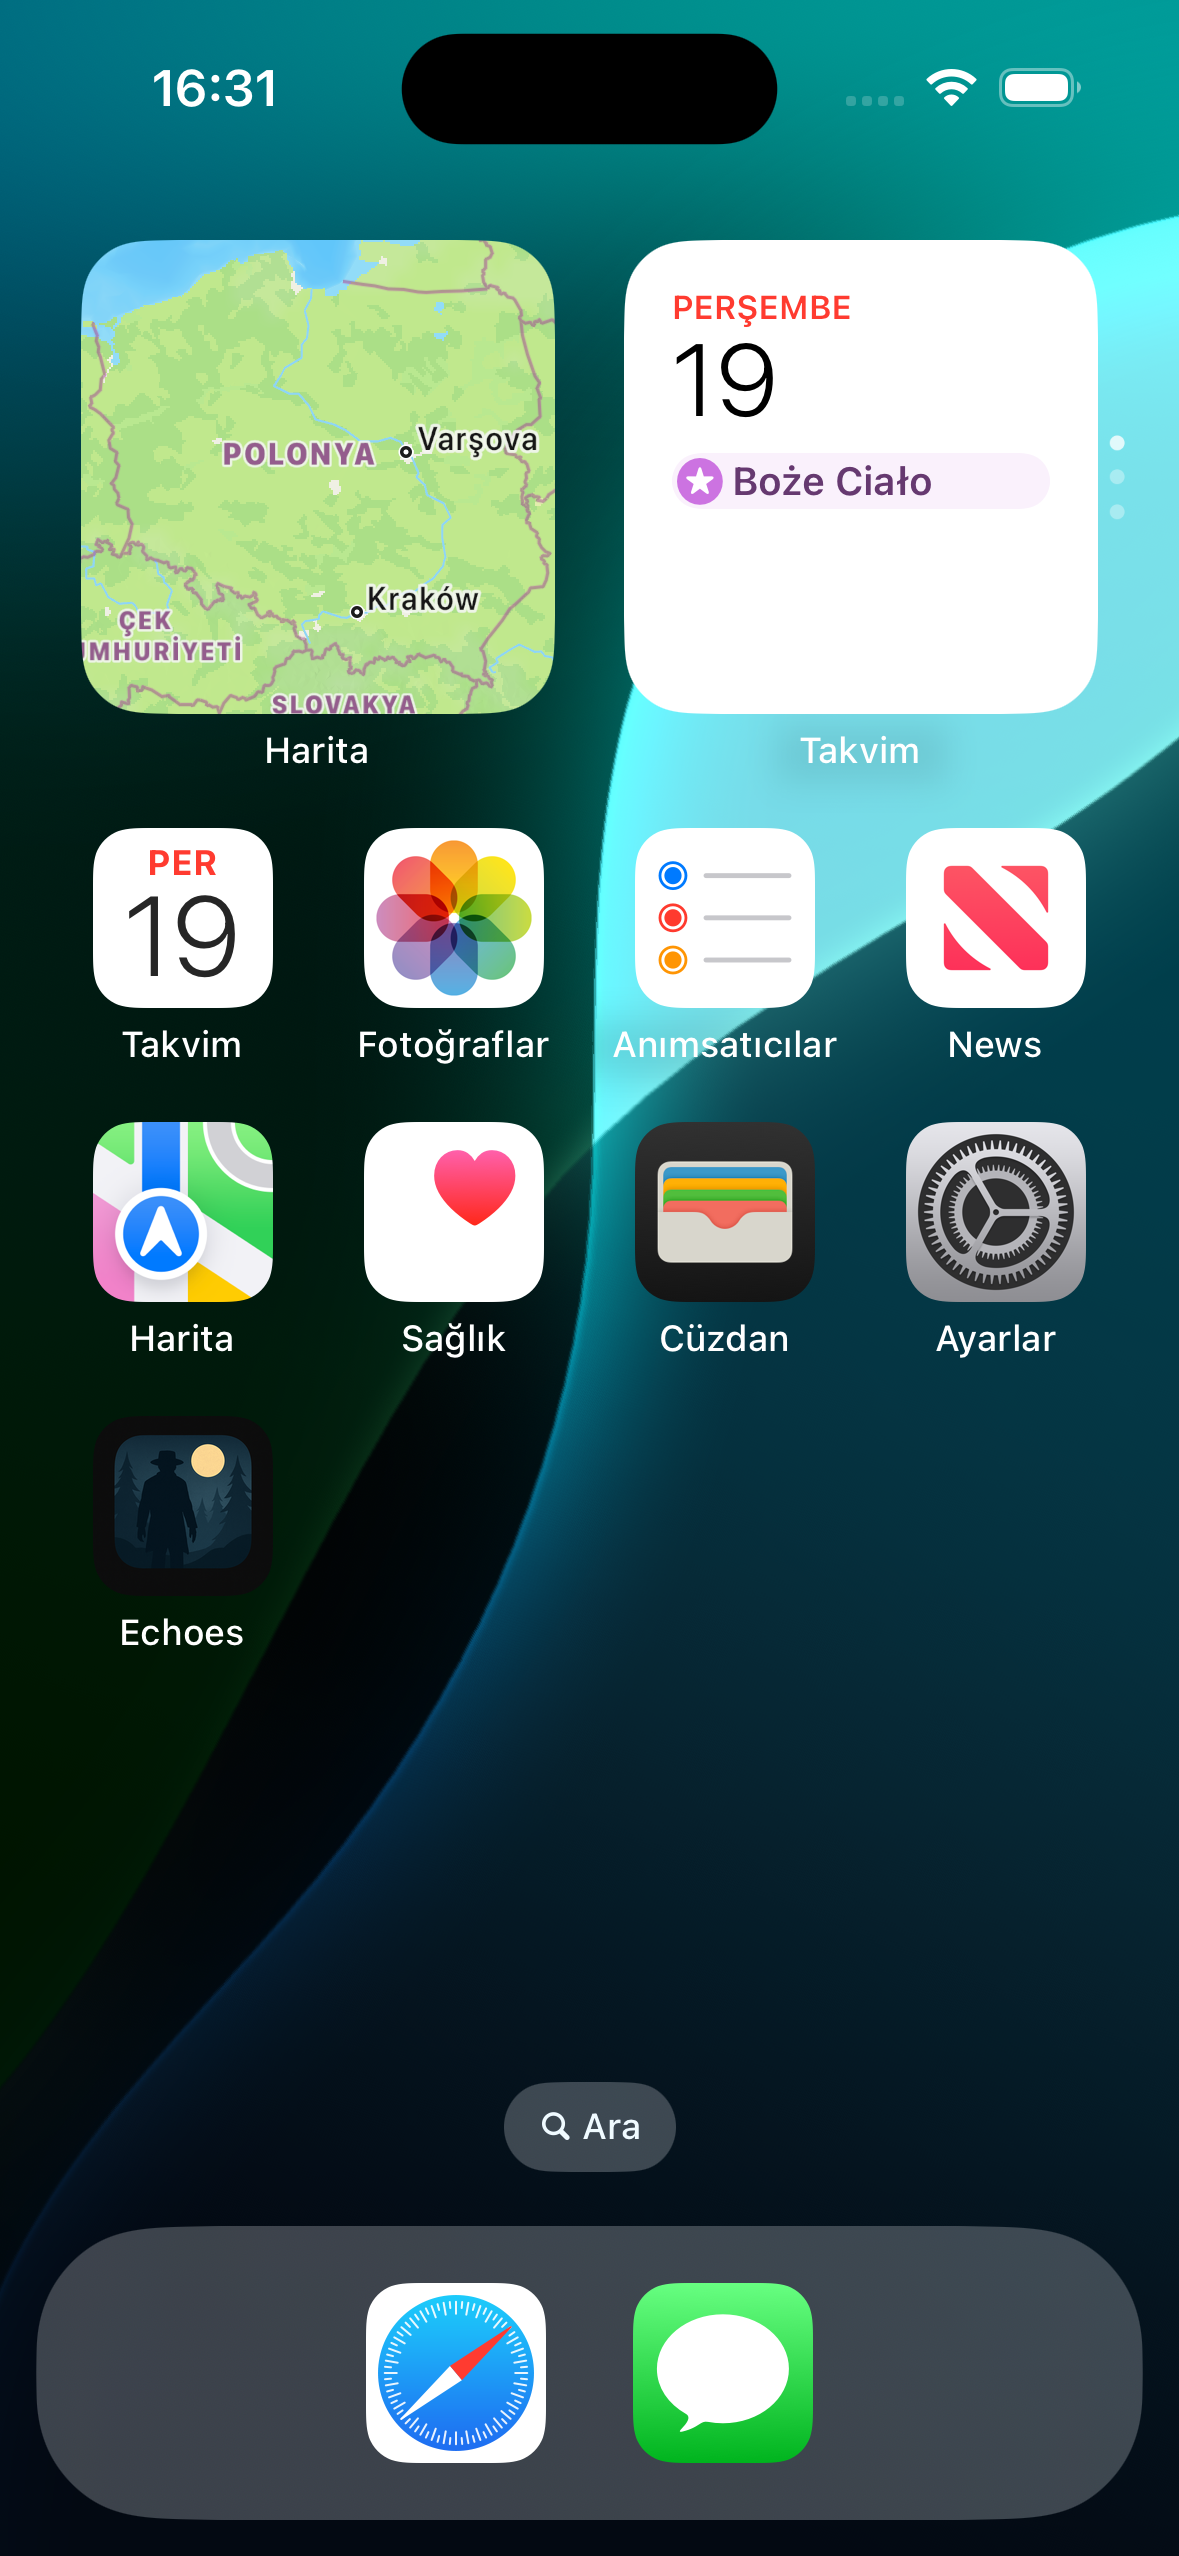 16:31
POLONYA
Varşova
Kraków
ÇEK
UMHURİYETİ
SLOVAKYA
Harita
PERŞEMBE
19
Boże Ciało
Takvim
PER
19
Takvim
Fotoğraflar
Anımsatıcılar
News
Harita
Sağlık
Cüzdan
Ayarlar
Echoes
Ara